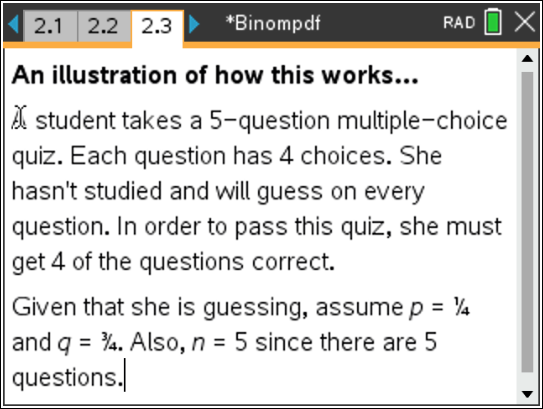 2.1 2.2 2.3 *Binompdf RAD
An illustration of how this works...
A student takes a 5-question multiple-choice
quiz. Each question has 4 choices. She
hasn't studied and will guess on every
question. In order to pass this quiz, she must
get 4 of the questions correct.
Given that she is guessing, assume p = ¼
and q = ¾. Also, n = 5 since there are 5
questions.